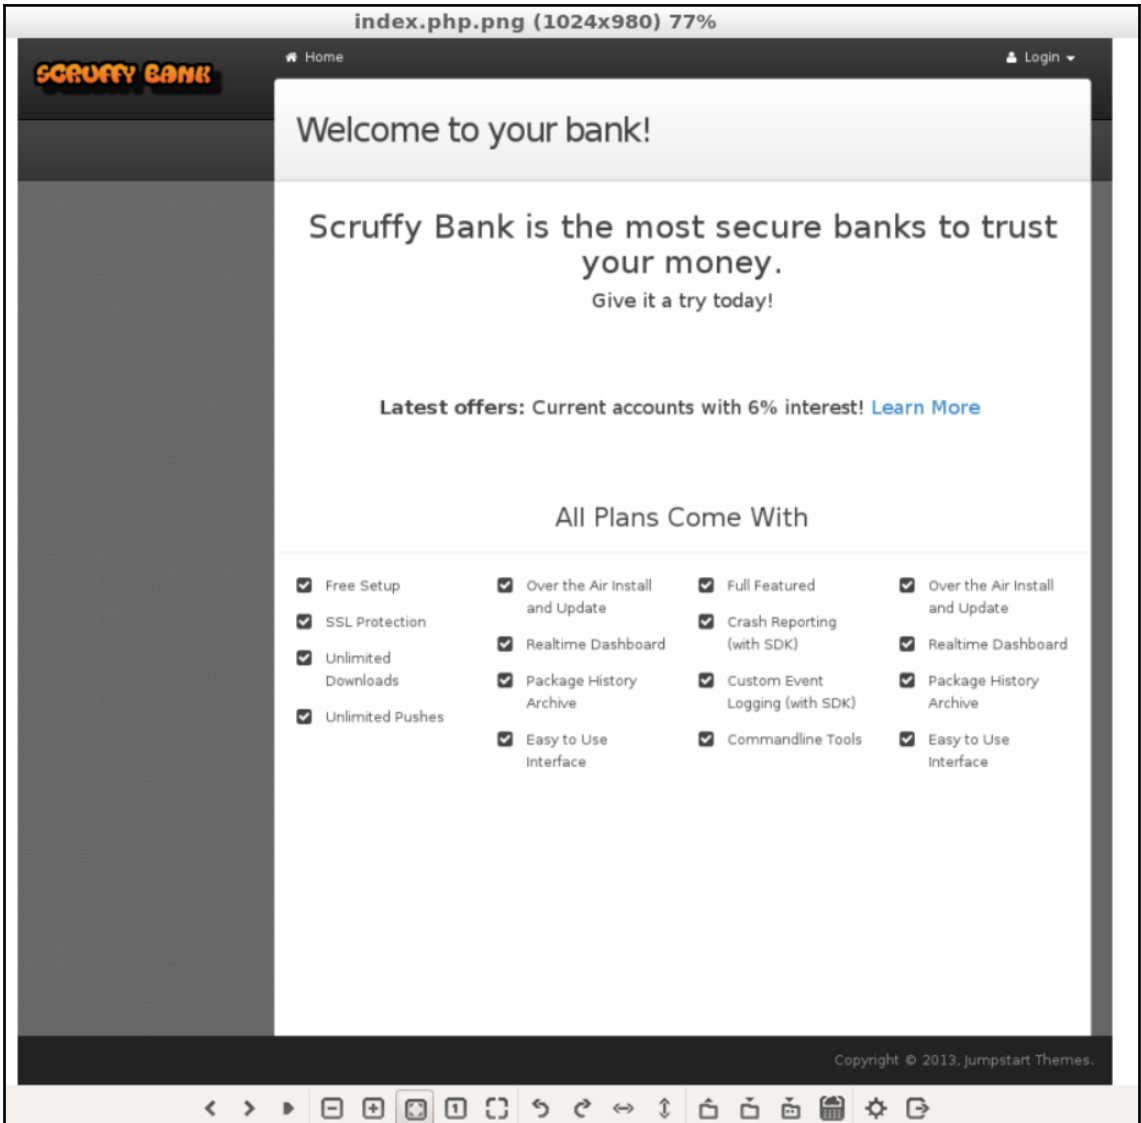 index.php.png (1024x980) 77%
SCRUFFY BANK
Home
Login
Welcome to your bank!
Scruffy Bank is the most secure banks to trust
your money.
Give it a try today!
Latest offers: Current accounts with 6% interest! Learn More
All Plans Come With
Free Setup
SSL Protection
Unlimited
Downloads
Unlimited Pushes
Over the Air Install
and Update
Realtime Dashboard
Package History
Archive
Easy to Use
Interface
Full Featured
Crash Reporting
(with SDK)
Custom Event
Logging (with SDK)
Commandline Tools
Over the Air Install
and Update
Realtime Dashboard
Package History
Archive
Easy to Use
Interface
Copyright © 2013, Jumpstart Themes.
1